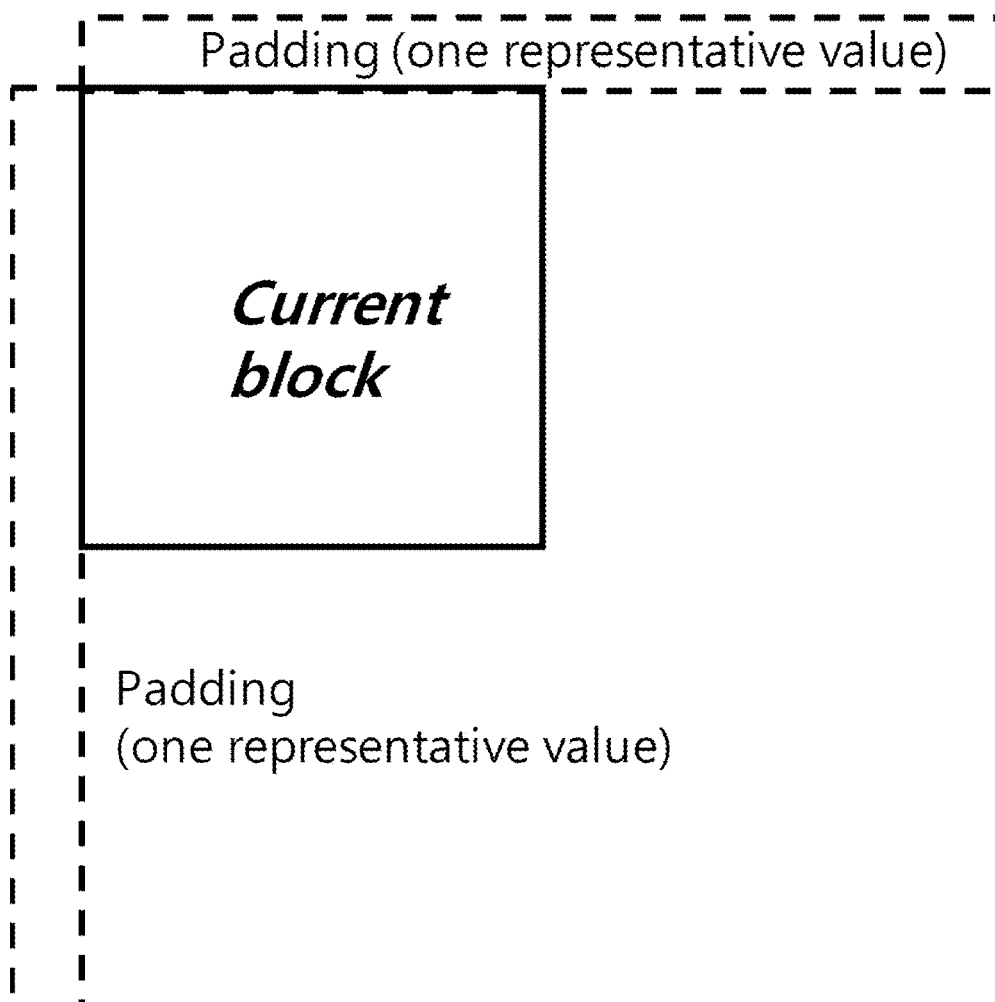 Padding (one representative value)
Current
block
Padding
(one representative value)